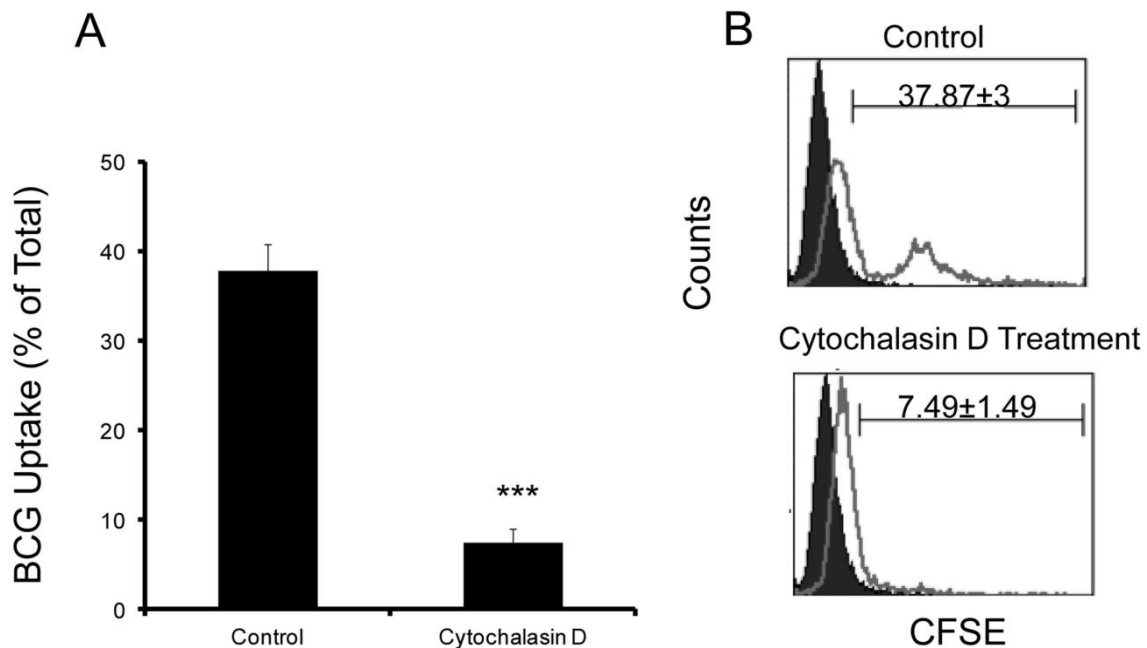 A
BCG Uptake (% of Total)
50
40
30
20
10
0
***
Control
Cytochalasin D
B
Control
37.87±3
Counts
Cytochalasin D Treatment
7.49±1.49
CFSE